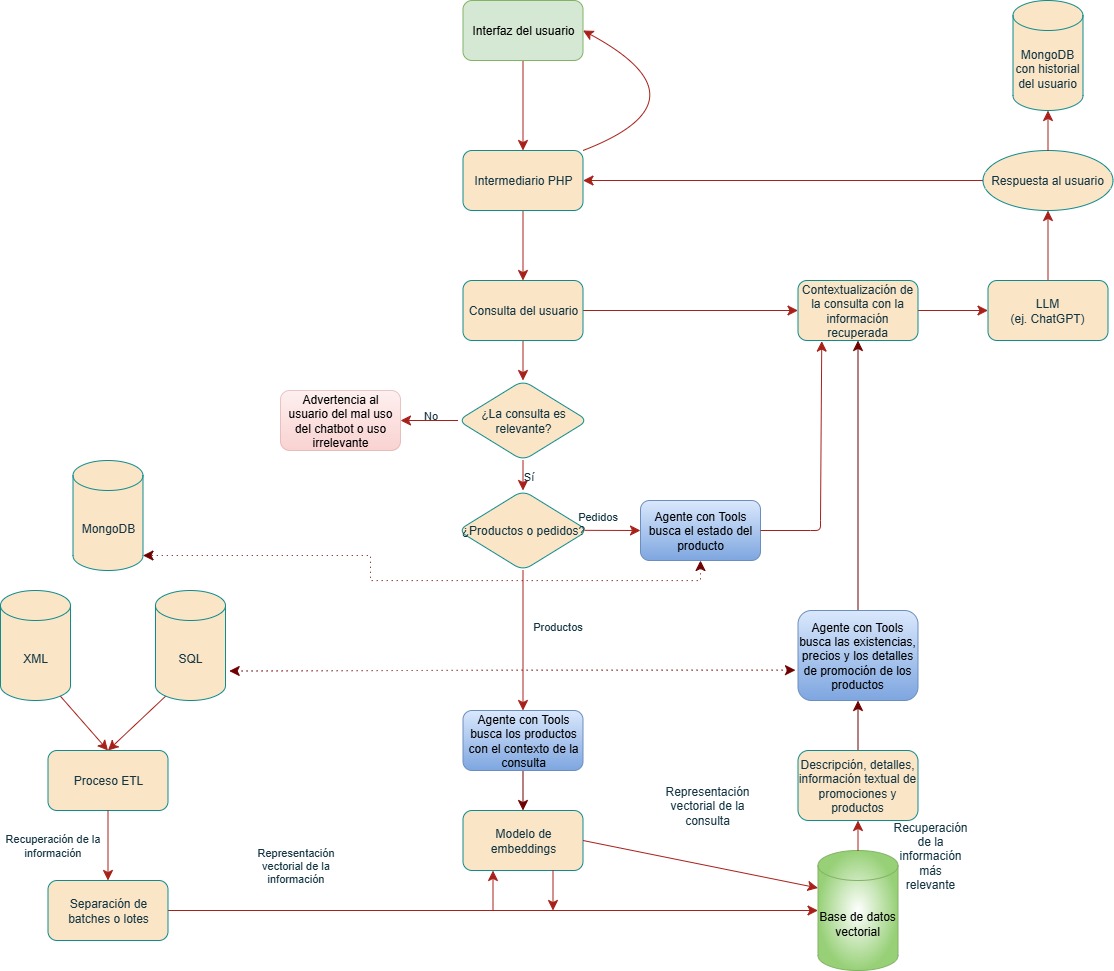 Interfaz del usuario
MongoDB
con historial
del usuario
Intermediario PHP
Respuesta al usuario
Consulta del usuario
Contextualización de
la consulta con la
información
recuperada
LLM
(ej. ChatGPT)
Advertencia al
usuario del mal uso
del chatbot o uso
irrelevante
No
¿La consulta es
relevante?
Sí
MongoDB
¿Productos o pedidos?
Pedidos
Agente con Tools
busca el estado del
producto
XML
SQL
Productos
Agente con Tools
busca las existencias,
precios y los detalles
de promoción de los
productos
Agente con Tools
busca los productos
con el contexto de la
consulta
Proceso ETL
Descripción, detalles,
información textual de
promociones y
productos
Representación
vectorial de la
consulta
Recuperación de la
información
Representación
vectorial de la
información
Modelo de
embeddings
Recuperación
de la
información
más
relevante
Separación de
batches o lotes
Base de datos
vectorial